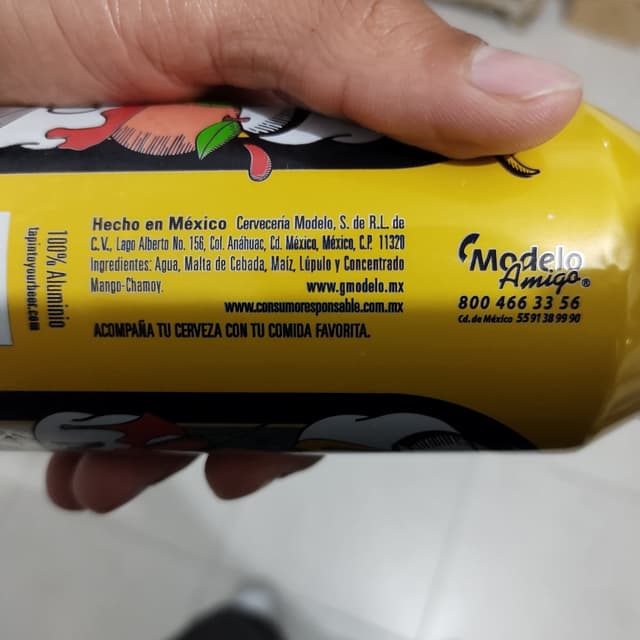 Hecho en México Cervecería Modelo, S. de R.L. de
C.V., Lago Alberto No. 156, Col. Anáhuac, Cd. México, México, C.P. 11320
Ingredientes: Agua, Malta de Cebada, Maíz, Lúpulo y Concentrado
Mango-Chamoy.
www.gmodelo.mx
www.consumoresponsable.com.mx
ACOMPAÑA TU CERVEZA CON TU COMIDA FAVORITA.
Modelo
Amigo®
800 466 33 56
Cd. de México 55 91 38 99 90
100% Aluminio
tapintoyourbeer.com